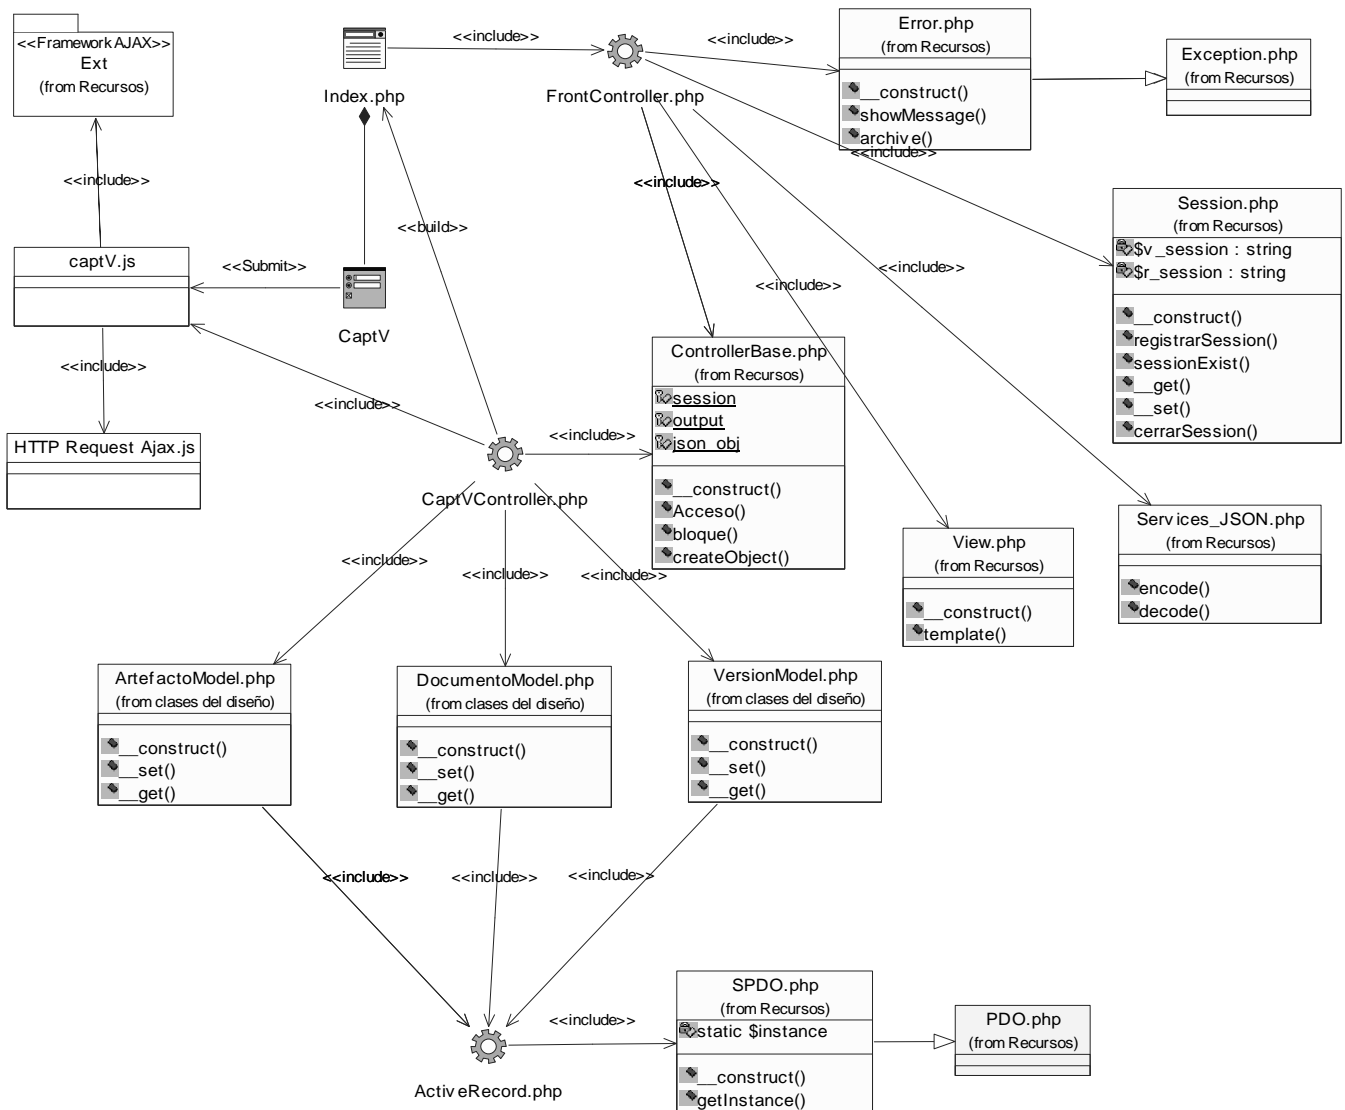 <<Framework AJAX>>
Ext
(from Recursos)
Index.php
<<include>>
FrontController.php
<<include>>
Error.php
(from Recursos)
__construct()
showMessage()
archive()
Exception.php
(from Recursos)
<<include>>
<<include>>
<<include>>
<<include>>
<<include>>
Session.php
(from Recursos)
$v_session : string
$r_session : string
__construct()
registrarSession()
sessionExist()
__get()
__set()
cerrarSession()
captV.js
<<Submit>>
<<build>>
CaptV
<<include>>
<<include>>
HTTP Request Ajax.js
CaptVController.php
<<include>>
ControllerBase.php
(from Recursos)
session
output
json_obj
__construct()
Acceso()
bloque()
createObject()
View.php
(from Recursos)
__construct()
template()
Services_JSON.php
(from Recursos)
encode()
decode()
<<include>>
<<include>>
<<include>>
ArtefactoModel.php
(from clases del diseño)
__construct()
__set()
__get()
DocumentoModel.php
(from clases del diseño)
__construct()
__set()
__get()
VersionModel.php
(from clases del diseño)
__construct()
__set()
__get()
<<include>>
<<include>>
<<include>>
ActiveRecord.php
<<include>>
SPDO.php
(from Recursos)
static $instance
__construct()
getInstance()
PDO.php
(from Recursos)